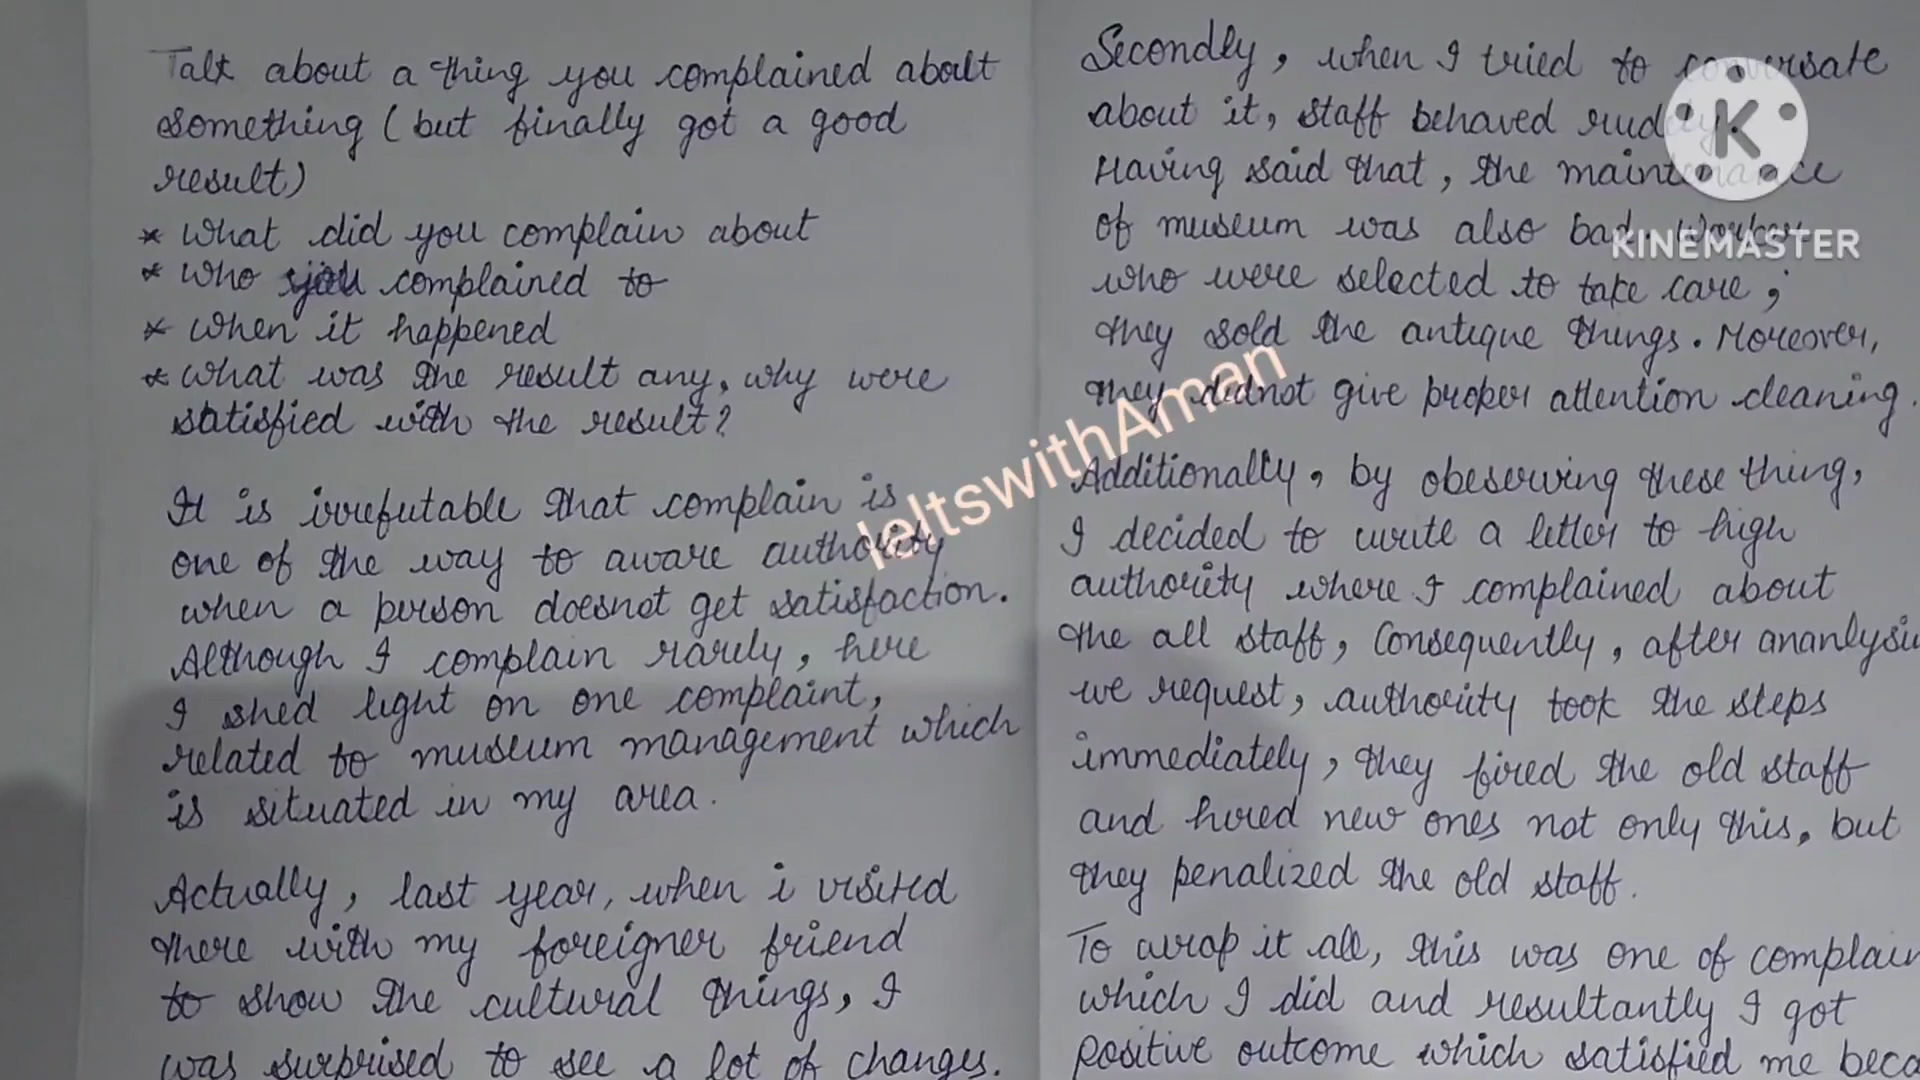 Talk about a thing you complained about
something (but finally got a good
result)
* what did you complain about
* who you complained to
* when it happened
* what was the result any, why were
satisfied with the result?
It is irrefutable that complain is
one of the way to aware authority
when a person doesnot get satisfaction.
Although I complain rarely, here
I shed light on one complaint,
related to museum management which
is situated in my area.
Actually, last year, when i visited
there with my foreigner friend
to show the cultural things, I
was surprised to see a lot of changes.
Secondly, when I tried to conversate
about it, staff behaved rudely.
Having said that, the maintenance
of museum was also bad.
who were selected to take care;
they sold the antique things. Moreover,
they didnot give proper attention cleaning.
Additionally, by obeserving these thing,
I decided to write a letter to high
authority where I complained about
the all staff, Consequently, after ananlysi
we request, authority took the steps
immediately, they fired the old staff
and hired new ones not only this, but
they penalized the old staff.
To wrap it all, this was one of complain
which I did and resultantly I got
positive outcome which satisfied me beca
K
KINEMASTER
IeltswithAman